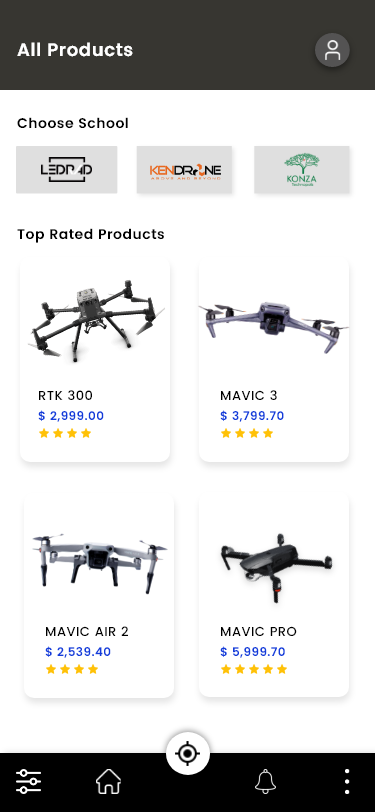 All Products
Choose School
KENDRONE
ABOVE AND BEYOND
KONZA
Technopolis
Top Rated Products
RTK 300
MAVIC 3
$ 2,999.00
$ 3,799.70
MAVIC AIR 2
MAVIC PRO
$ 2,539.40
$ 5,999.70